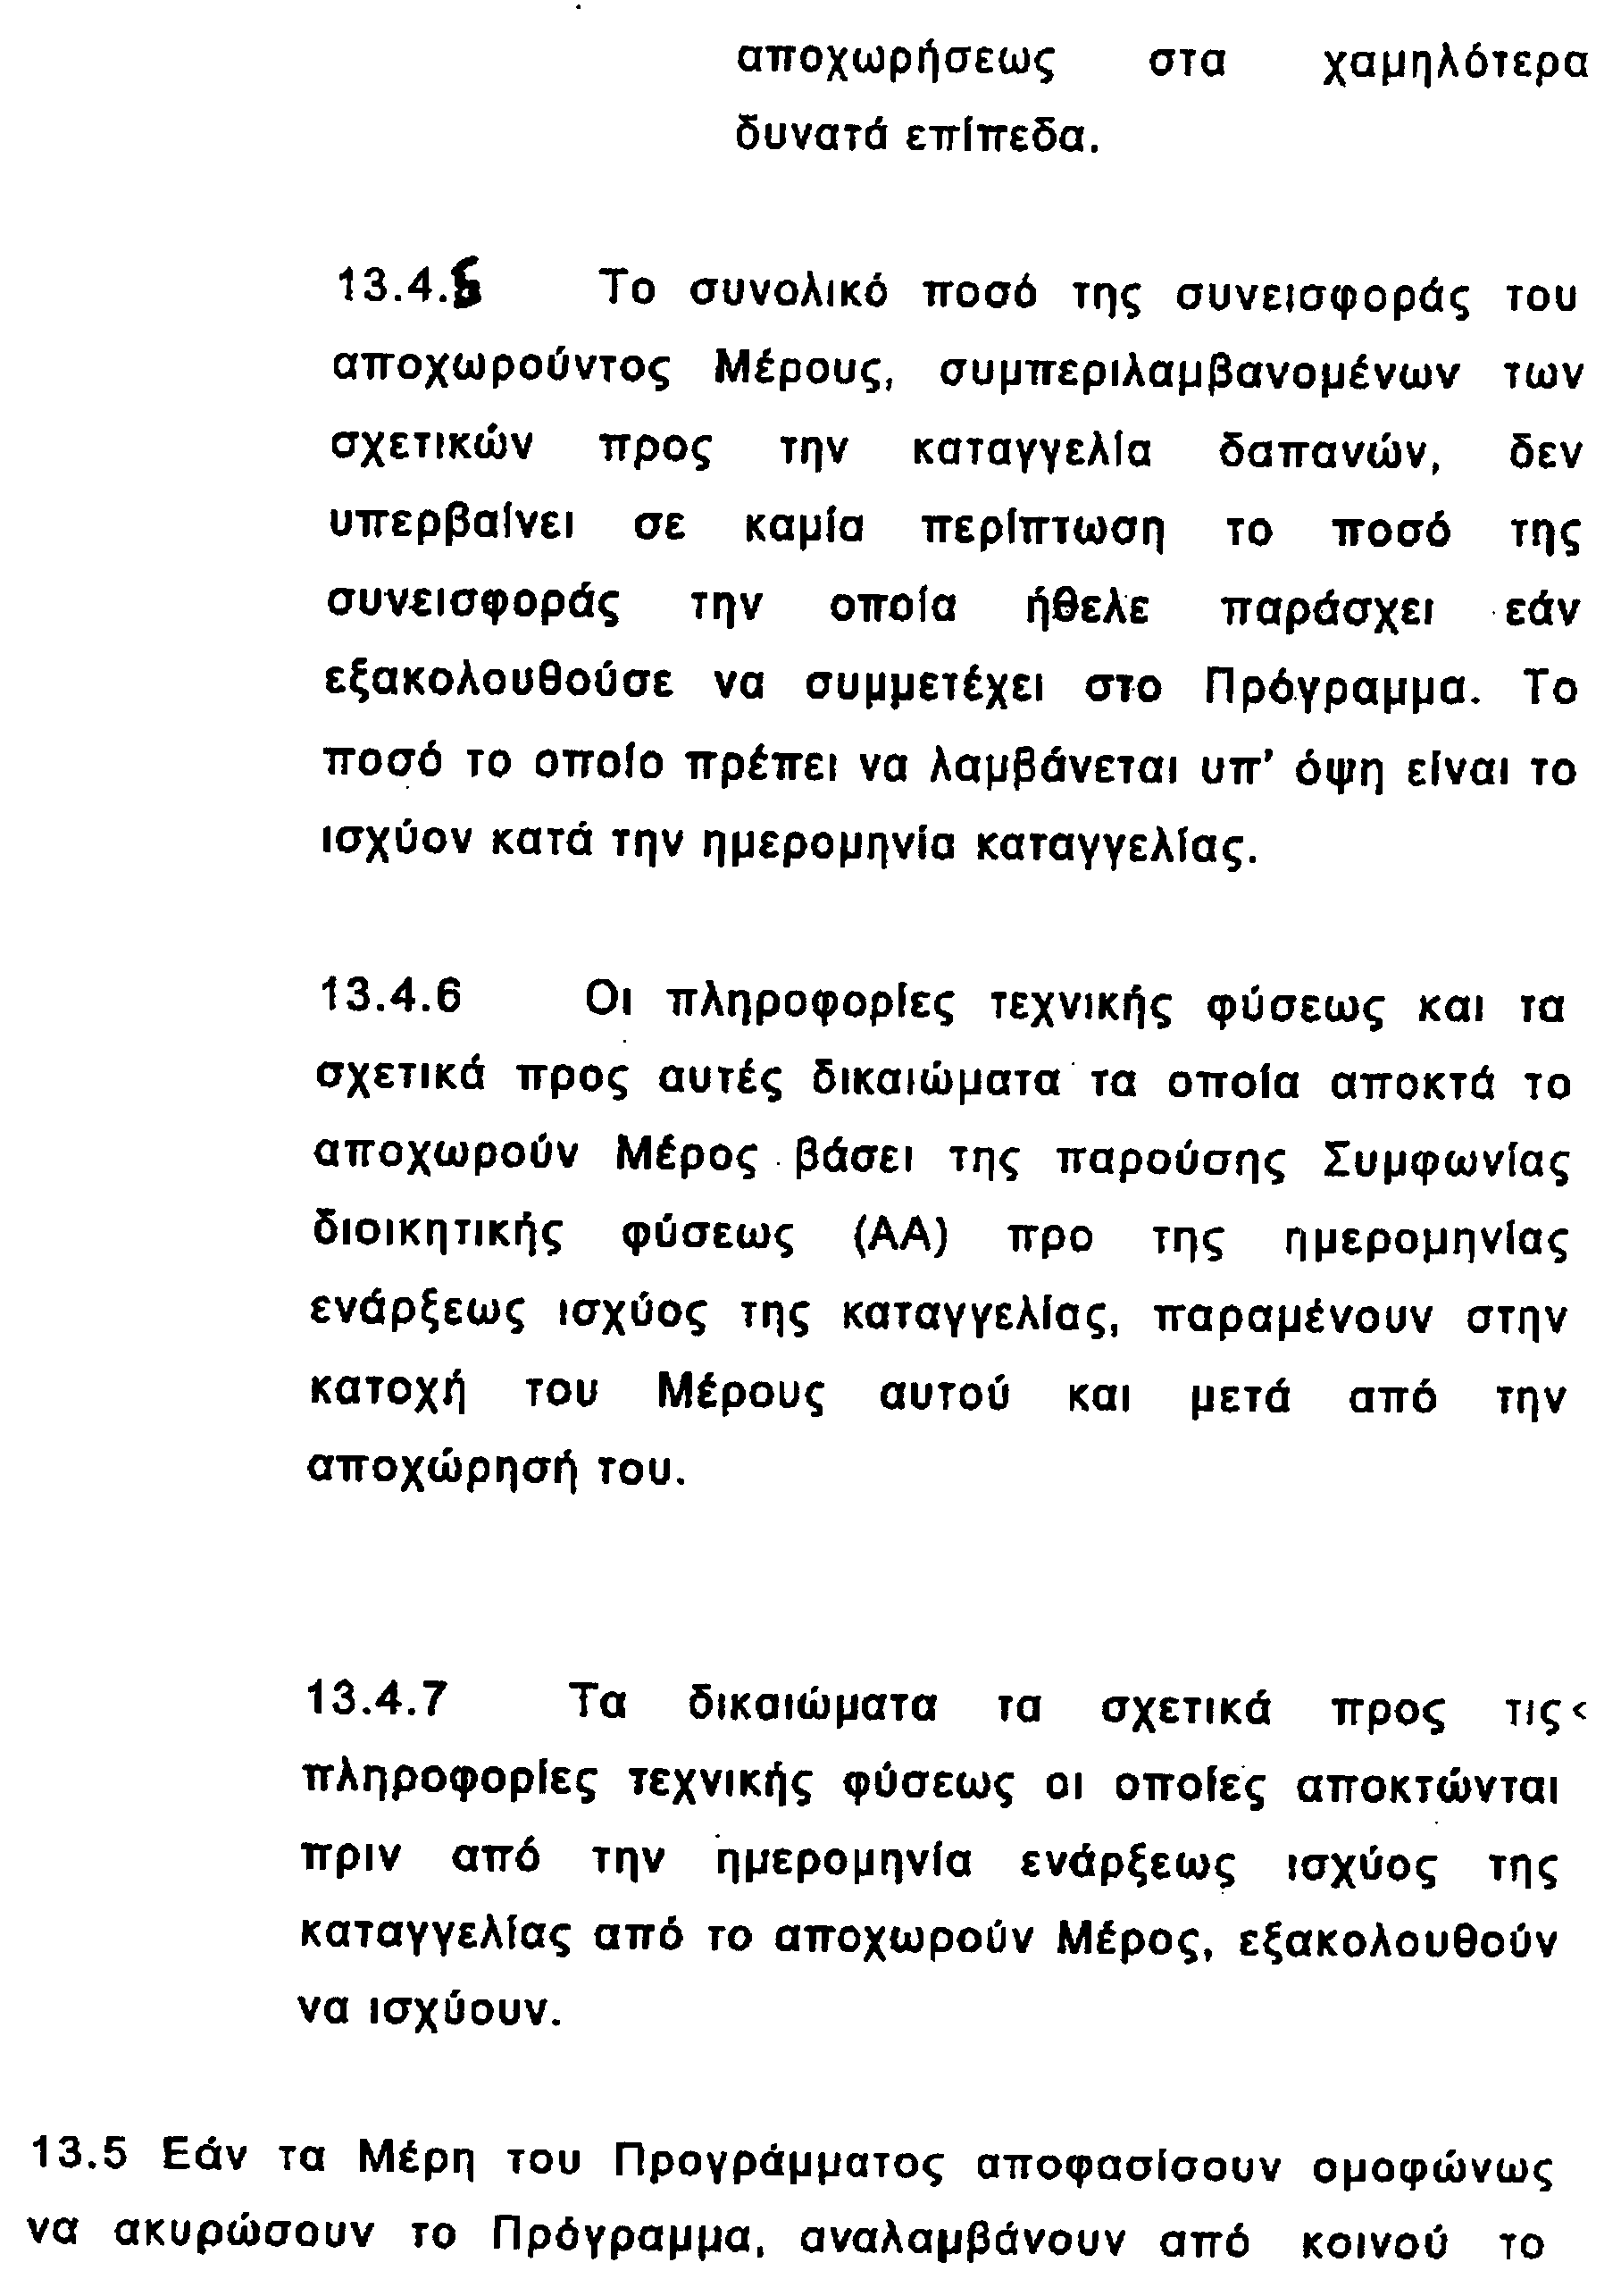 αποχωρήσεως στα χαμηλότερα
δυνατά επίπεδα.
13.4.5 Το συνολικό ποσό της συνεισφοράς του
αποχωρούντος Μέρους, συμπεριλαμβανομένων των
σχετικών προς την καταγγελία δαπανών, δεν
υπερβαίνει σε καμία περίπτωση το ποσό της
συνεισφοράς την οποία ήθελε παράσχει εάν
εξακολουθούσε να συμμετέχει στο Πρόγραμμα. Το
ποσό το οποίο πρέπει να λαμβάνεται υπ' όψη είναι το
ισχύον κατά την ημερομηνία καταγγελίας.
13.4.6 Οι πληροφορίες τεχνικής φύσεως και τα
σχετικά προς αυτές δικαιώματα τα οποία αποκτά το
αποχωρούν Μέρος βάσει της παρούσης Συμφωνίας
διοικητικής φύσεως (ΑΑ) προ της ημερομηνίας
ενάρξεως ισχύος της καταγγελίας, παραμένουν στην
κατοχή του Μέρους αυτού και μετά από την
αποχώρησή του.
13.4.7 Τα δικαιώματα τα σχετικά προς τις<
πληροφορίες τεχνικής φύσεως οι οποίες αποκτώνται
πριν από την ημερομηνία ενάρξεως ισχύος της
καταγγελίας από το αποχωρούν Μέρος, εξακολουθούν
να ισχύουν.
13.5 Εάν τα Μέρη του Προγράμματος αποφασίσουν ομοφώνως
να ακυρώσουν το Πρόγραμμα, αναλαμβάνουν από κοινού το